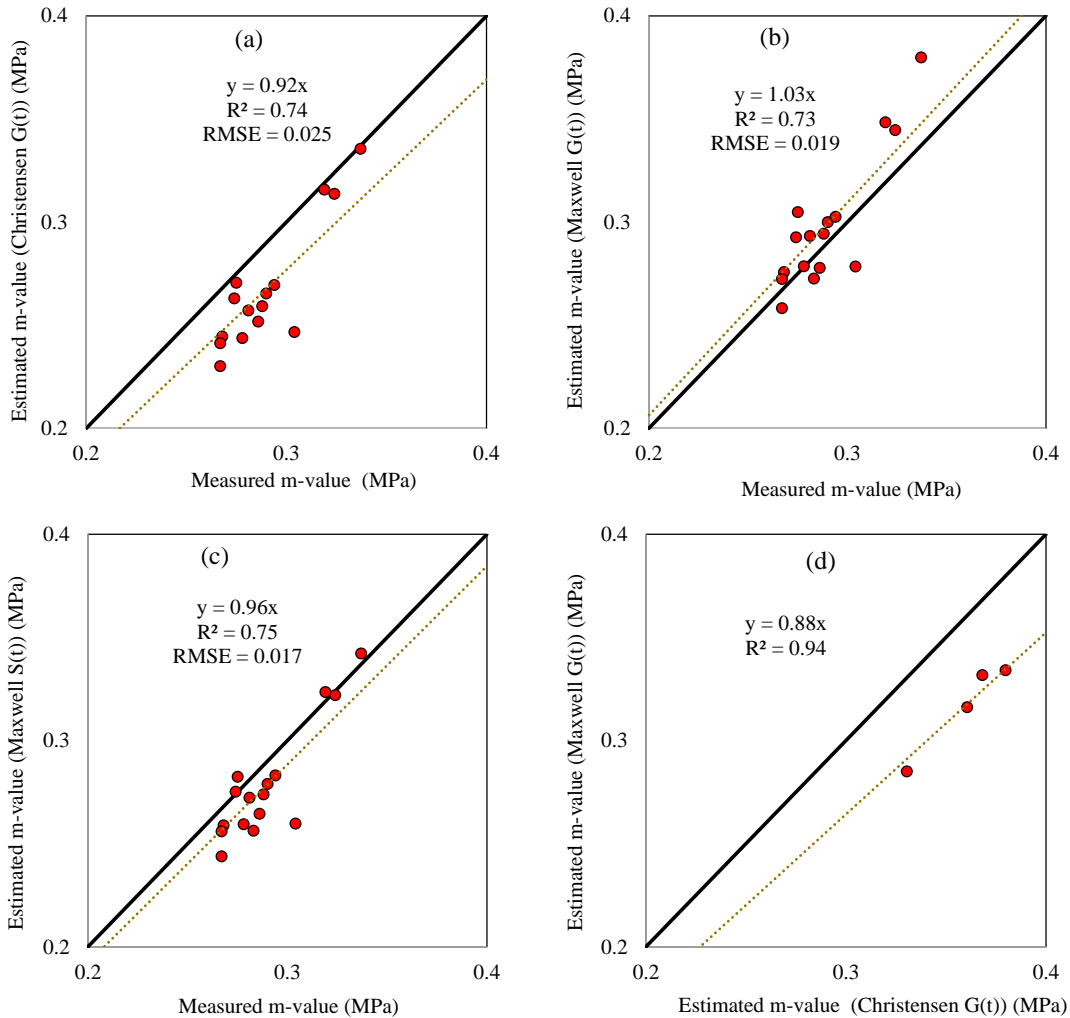 (a)
y = 0.92x
R² = 0.74
RMSE = 0.025
0.4
0.3
0.2
0.2
0.3
0.4
Estimated m-value (Christensen G(t)) (MPa)
Measured m-value (MPa)
(b)
y = 1.03x
R² = 0.73
RMSE = 0.019
0.4
0.3
0.2
0.2
0.3
0.4
Estimated m-value (Maxwell G(t)) (MPa)
Measured m-value (MPa)
(c)
y = 0.96x
R² = 0.75
RMSE = 0.017
0.4
0.3
0.2
0.2
0.3
0.4
Estimated m-value (Maxwell S(t)) (MPa)
Measured m-value (MPa)
(d)
y = 0.88x
R² = 0.94
0.4
0.3
0.2
0.2
0.3
0.4
Estimated m-value (Maxwell G(t)) (MPa)
Estimated m-value (Christensen G(t)) (MPa)